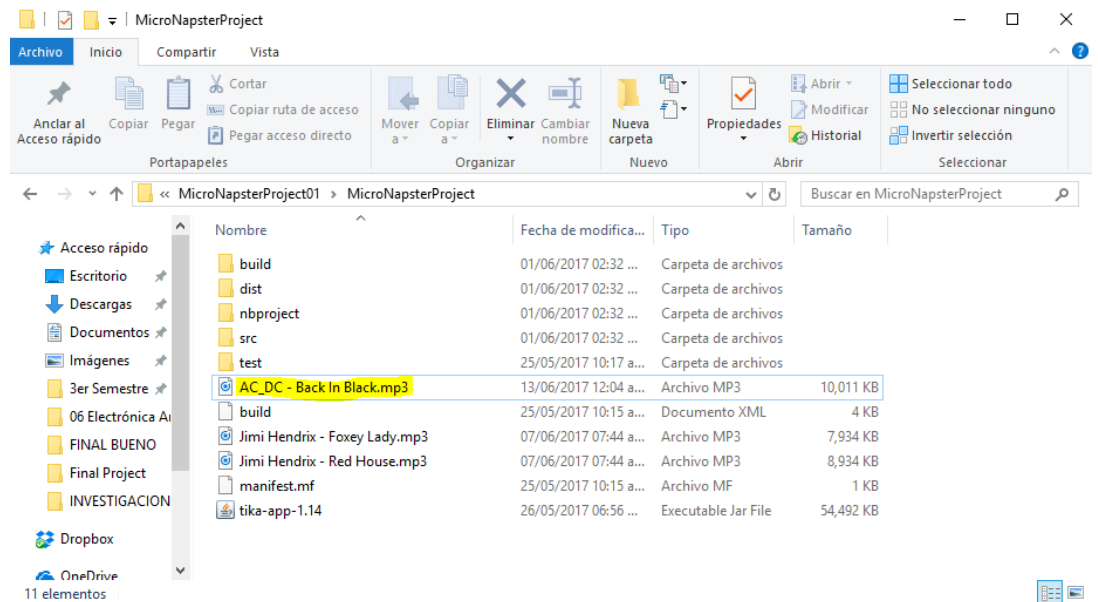 MicroNapsterProject
Archivo Inicio Compartir Vista
Anclar al Acceso rápido
Copiar
Pegar
Cortar
Copiar ruta de acceso
Pegar acceso directo
Portapapeles
Mover a
Copiar a
Eliminar
Cambiar nombre
Organizar
Nueva carpeta
Nuevo
Propiedades
Abrir
Modificar
Historial
Abrir
Seleccionar todo
No seleccionar ninguno
Invertir selección
Seleccionar
« MicroNapsterProject01 > MicroNapsterProject
Buscar en MicroNapsterProject
Acceso rápido
Escritorio
Descargas
Documentos
Imágenes
3er Semestre
06 Electrónica
FINAL BUENO
Final Project
INVESTIGACION
Dropbox
OneDrive
Nombre Fecha de modifica... Tipo Tamaño
build 01/06/2017 02:32 ... Carpeta de archivos
dist 01/06/2017 02:32 ... Carpeta de archivos
nbproject 01/06/2017 02:32 ... Carpeta de archivos
src 01/06/2017 02:32 ... Carpeta de archivos
test 25/05/2017 10:17 a... Carpeta de archivos
AC_DC - Back In Black.mp3 13/06/2017 12:04 a... Archivo MP3 10,011 KB
build 25/05/2017 10:15 a... Documento XML 4 KB
Jimi Hendrix - Foxey Lady.mp3 07/06/2017 07:44 a... Archivo MP3 7,934 KB
Jimi Hendrix - Red House.mp3 07/06/2017 07:44 a... Archivo MP3 8,934 KB
manifest.mf 25/05/2017 10:15 a... Archivo MF 1 KB
tika-app-1.14 26/05/2017 06:56 ... Executable Jar File 54,492 KB
11 elementos